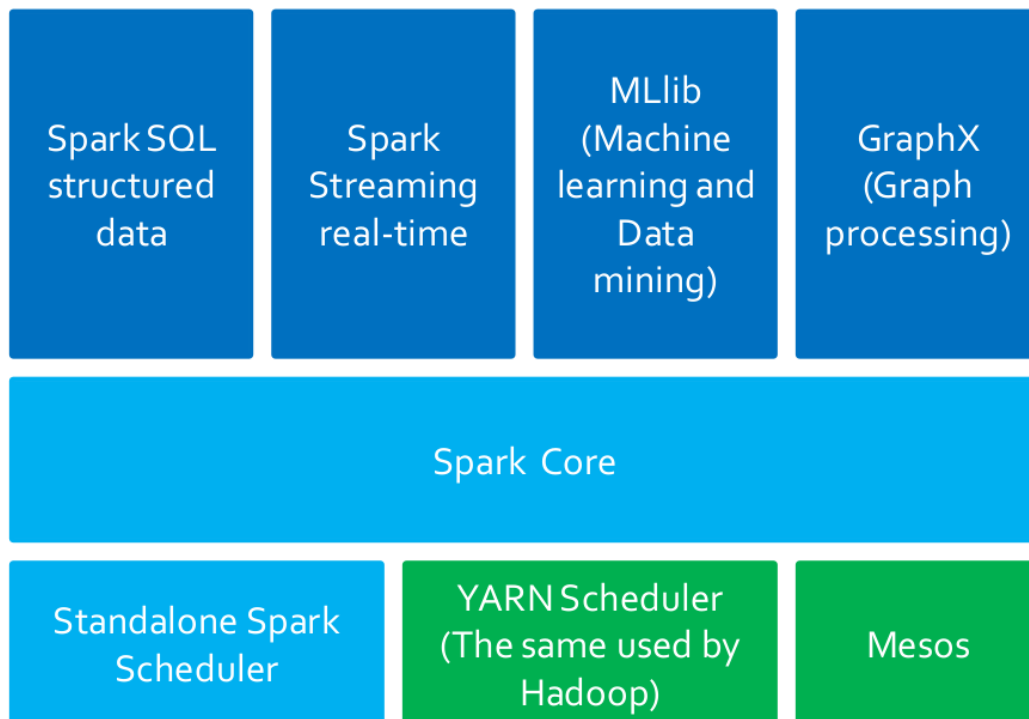 Spark SQL
structured
data
Spark
Streaming
real-time
MLlib
(Machine
learning and
Data
mining)
GraphX
(Graph
processing)
Spark Core
Standalone Spark
Scheduler
YARN Scheduler
(The same used by
Hadoop)
Mesos